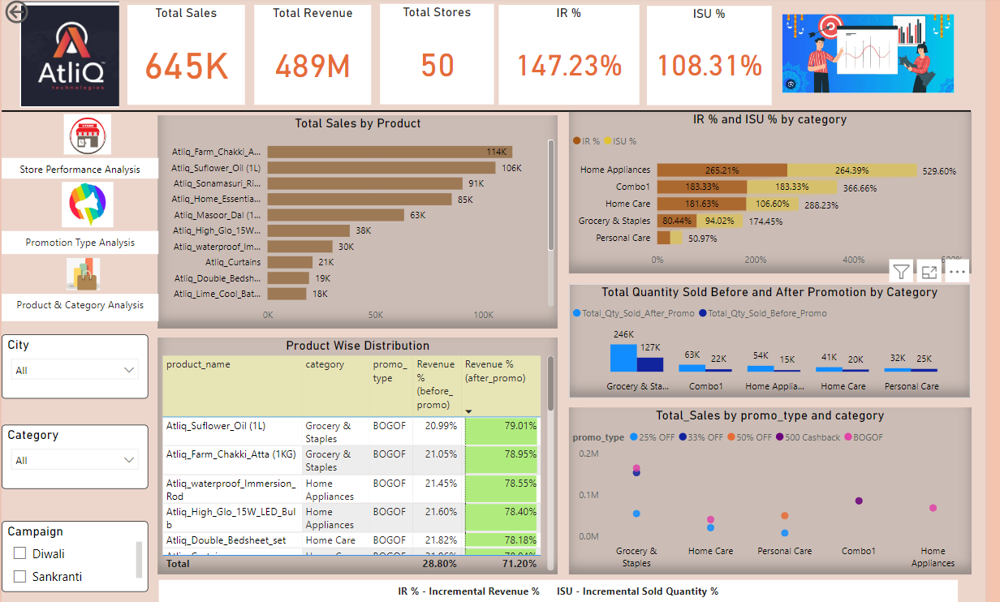 AtliQ™
technologies
Total Sales
645K
Total Revenue
489M
Total Stores
50
IR %
147.23%
ISU %
108.31%
Store Performance Analysis
Promotion Type Analysis
Product & Category Analysis
City
All
Category
All
Campaign
Diwali
Sankranti
Total Sales by Product
Atliq_Farm_Chakki_A... 114K
Atliq_Suflower_Oil (1L) 106K
Atliq_Sonamasuri_Ri... 91K
Atliq_Home_Essentia... 85K
Atliq_Masoor_Dal (1... 63K
Atliq_High_Glo_15W... 38K
Atliq_waterproof_Im... 30K
Atliq_Curtains 21K
Atliq_Double_Bedsh... 19K
Atliq_Lime_Cool_Bat... 18K
0K 50K 100K
Product Wise Distribution
product_name category promo_ Revenue Revenue %
type % (after_promo)
(before_
promo)
Atliq_Suflower_Oil (1L) Grocery & BOGOF 20.99% 79.01%
Staples
Atliq_Farm_Chakki_Atta (1KG) Grocery & BOGOF 21.05% 78.95%
Staples
Atliq_waterproof_Immersion_ Home BOGOF 21.45% 78.55%
Rod Appliances
Atliq_High_Glo_15W_LED_Bul Home BOGOF 21.60% 78.40%
b Appliances
Atliq_Double_Bedsheet_set Home Care BOGOF 21.82% 78.18%
Total 28.80% 71.20%
IR % and ISU % by category
IR % ISU %
Home Appliances 265.21% 264.39% 529.60%
Combo1 183.33% 183.33% 366.66%
Home Care 181.63% 106.60% 288.23%
Grocery & Staples 80.44% 94.02% 174.45%
Personal Care 50.97%
0% 200% 400% 600%
Total Quantity Sold Before and After Promotion by Category
Total_Qty_Sold_After_Promo Total_Qty_Sold_Before_Promo
246K 127K 63K 22K 54K 15K 41K 20K 32K 25K
Grocery & Sta... Combo1 Home Applia... Home Care Personal Care
Total_Sales by promo_type and category
promo_type 25% OFF 33% OFF 50% OFF 500 Cashback BOGOF
0.2M
0.1M
0.0M
Grocery & Home Care Personal Care Combo1 Home
Staples Appliances
IR % - Incremental Revenue % ISU - Incremental Sold Quantity %